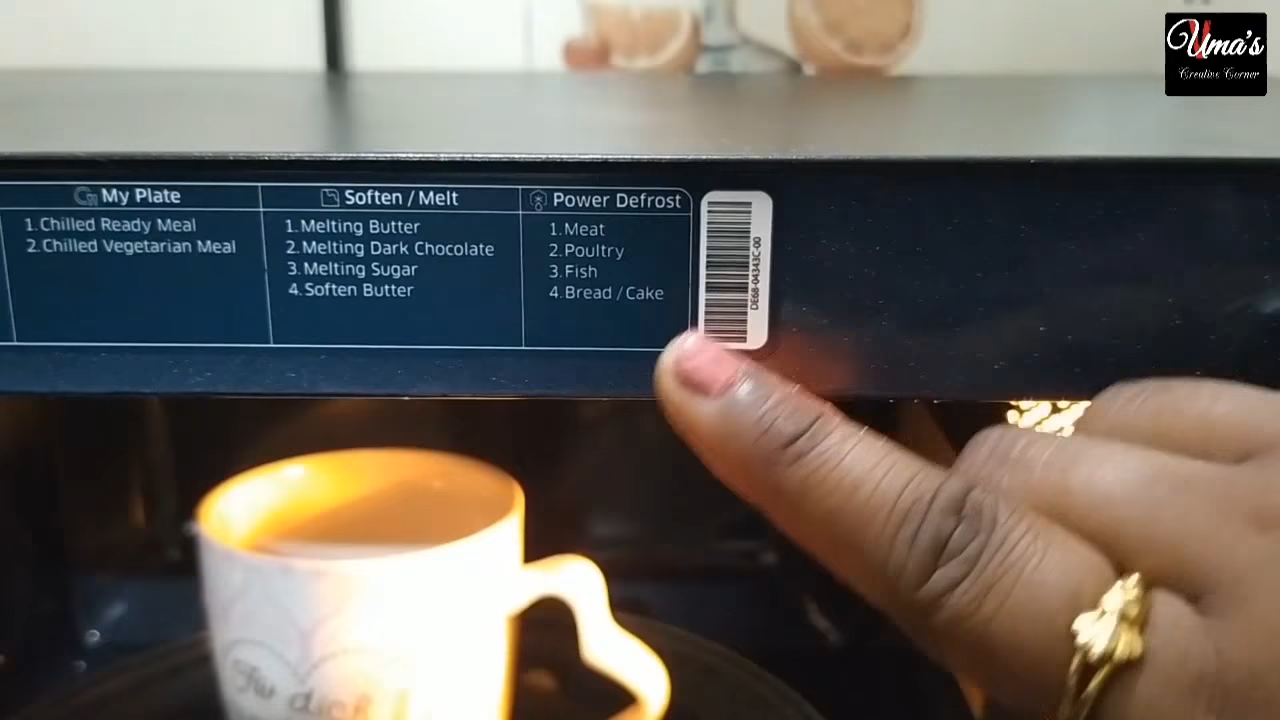 Uma's
Creative Corner
My Plate
1. Chilled Ready Meal
2. Chilled Vegetarian Meal
Soften / Melt
1. Melting Butter
2. Melting Dark Chocolate
3. Melting Sugar
4. Soften Butter
Power Defrost
1. Meat
2. Poultry
3. Fish
4. Bread / Cake
DE68-04343C-00